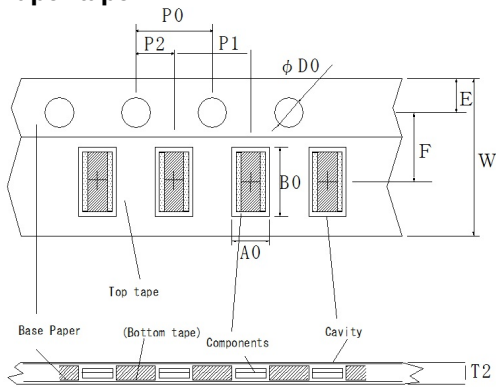 P0
P2 P1
φD0
E
F
W
B0
A0
Top tape
Base Paper
(Bottom tape)
Components
Cavity
T2